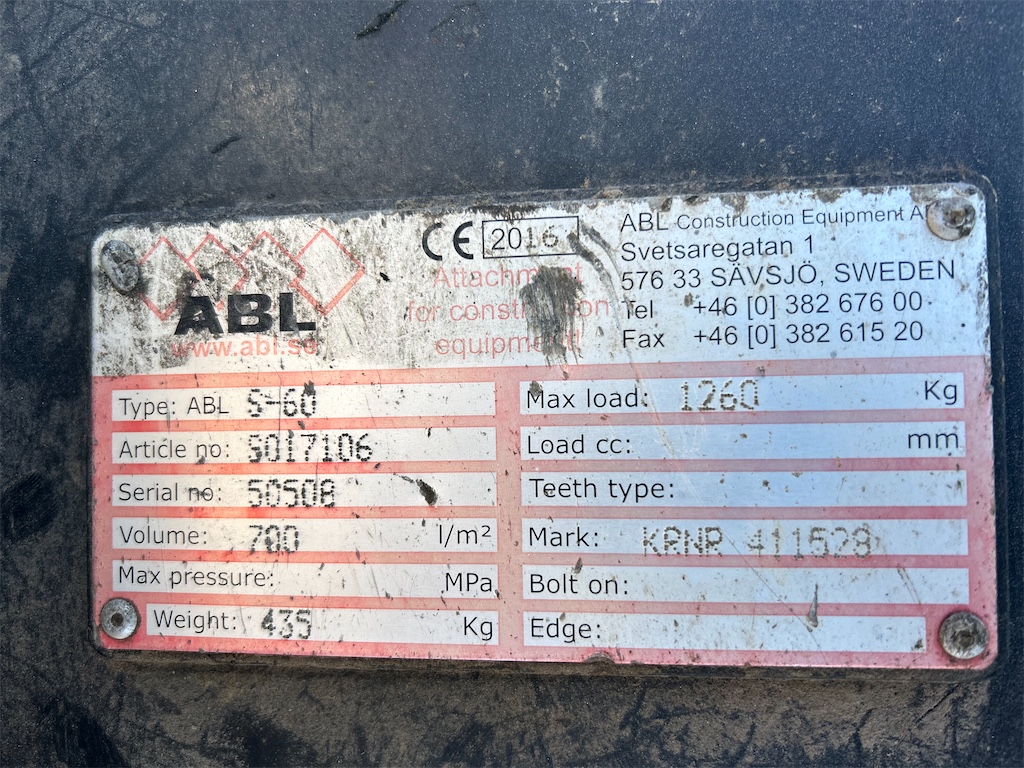 ABL
www.abl.se
CE 2016
Attachment
for construction
equipment!
ABL Construction Equipment
Svetsaregatan 1
576 33 SÄVSJÖ, SWEDEN
Tel +46 [0] 382 676 00
Fax +46 [0] 382 615 20
Type: ABL S-60
Article no: S017106
Serial no: 50508
Volume: 700 l/m²
Max pressure: MPa
Weight: 435 Kg
Max load: 1260 Kg
Load cc: mm
Teeth type:
Mark: KRNR 411528
Bolt on:
Edge: